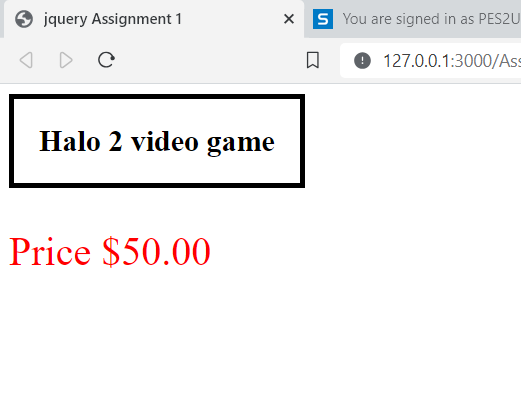 jquery Assignment 1
S You are signed in as PES2U
127.0.0.1:3000/Ass
Halo 2 video game
Price $50.00